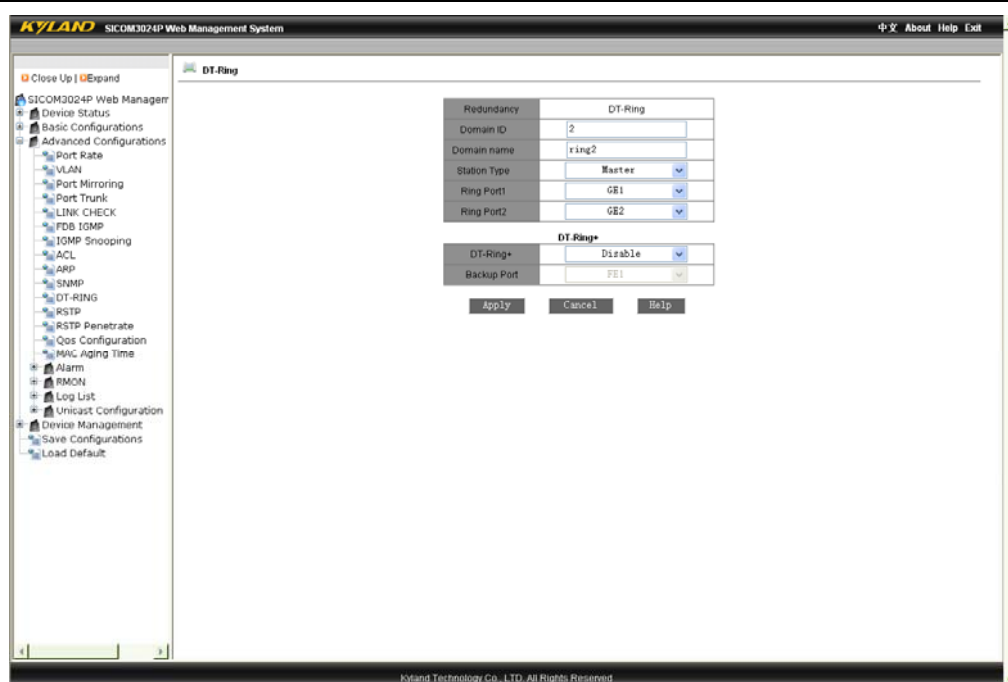 KYLAND SICOM3024P Web Management System
中文 About Help Exit
Close Up | Expand
DT-Ring
SICOM3024P Web Managem
Device Status
Basic Configurations
Advanced Configurations
Port Rate
VLAN
Port Mirroring
Port Trunk
LINK CHECK
FDB IGMP
IGMP Snooping
ACL
ARP
SNMP
DT-RING
RSTP
RSTP Penetrate
Qos Configuration
MAC Aging Time
Alarm
RMON
Log List
Unicast Configuration
Device Management
Save Configurations
Load Default
Redundancy DT-Ring
Domain ID 2
Domain name ring2
Station Type Master
Ring Port1 GE1
Ring Port2 GE2
DT-Ring+
DT-Ring+ Disable
Backup Port FE1
Apply Cancel Help
Kyland Technology Co., LTD. All Rights Reserved